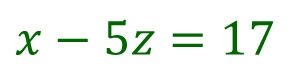 x − 5z = 17